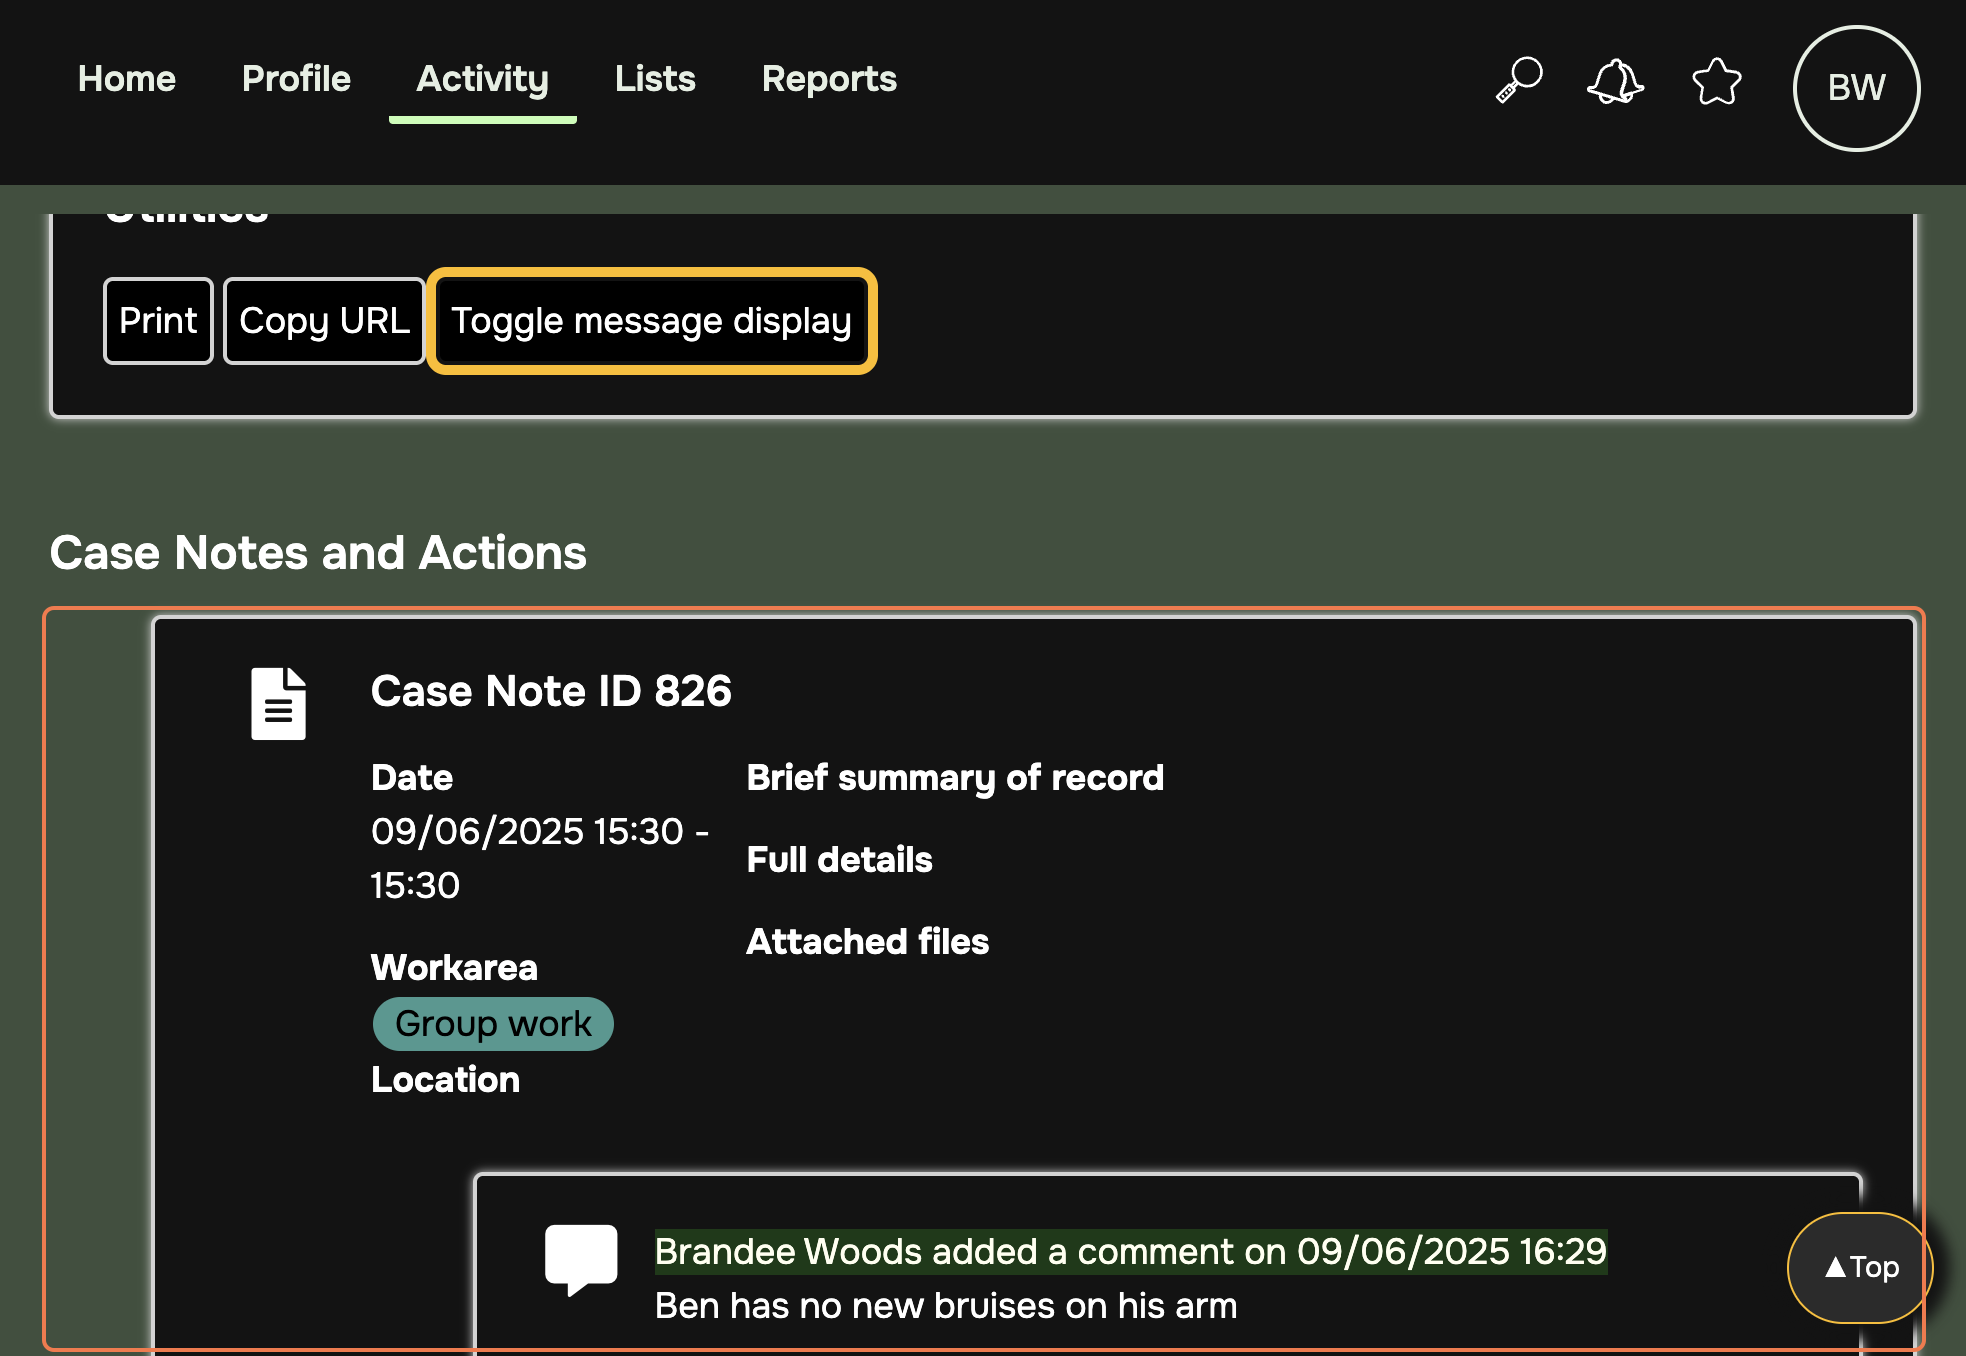 Home Profile Activity Lists Reports
BW
Utilities
Print Copy URL Toggle message display
Case Notes and Actions
Case Note ID 826
Date
09/06/2025 15:30 -
15:30
Workarea
Group work
Location
Brief summary of record
Full details
Attached files
Brandee Woods added a comment on 09/06/2025 16:29
Ben has no new bruises on his arm
▲Top